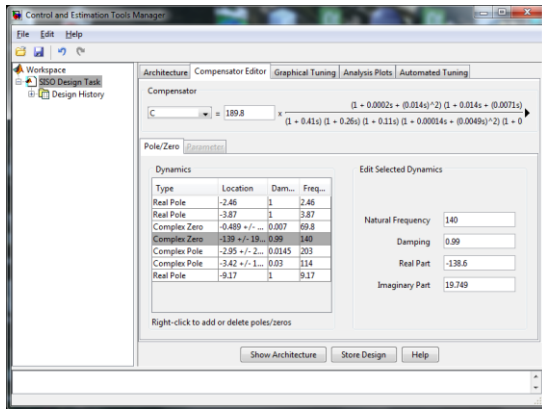 Control and Estimation Tools Manager
File Edit Help
Workspace
SISO Design Task
Design History
Architecture Compensator Editor Graphical Tuning Analysis Plots Automated Tuning
Compensator
C = 189.8 x (1 + 0.0002s + (0.014s)^2) (1 + 0.014s + (0.0071s)
(1 + 0.41s) (1 + 0.26s) (1 + 0.11s) (1 + 0.00014s + (0.0049s)^2) (1 + 0
Pole/Zero Parameter
Dynamics
Type Location Dam... Freq...
Real Pole -2.46 1 2.46
Real Pole -3.87 1 3.87
Complex Zero -0.489 +/- ... 0.007 69.8
Complex Zero -139 +/- 19... 0.99 140
Complex Pole -2.95 +/- 2... 0.0145 203
Complex Pole -3.42 +/- 1... 0.03 114
Real Pole -9.17 1 9.17
Right-click to add or delete poles/zeros
Edit Selected Dynamics
Natural Frequency 140
Damping 0.99
Real Part -138.6
Imaginary Part 19.749
Show Architecture Store Design Help